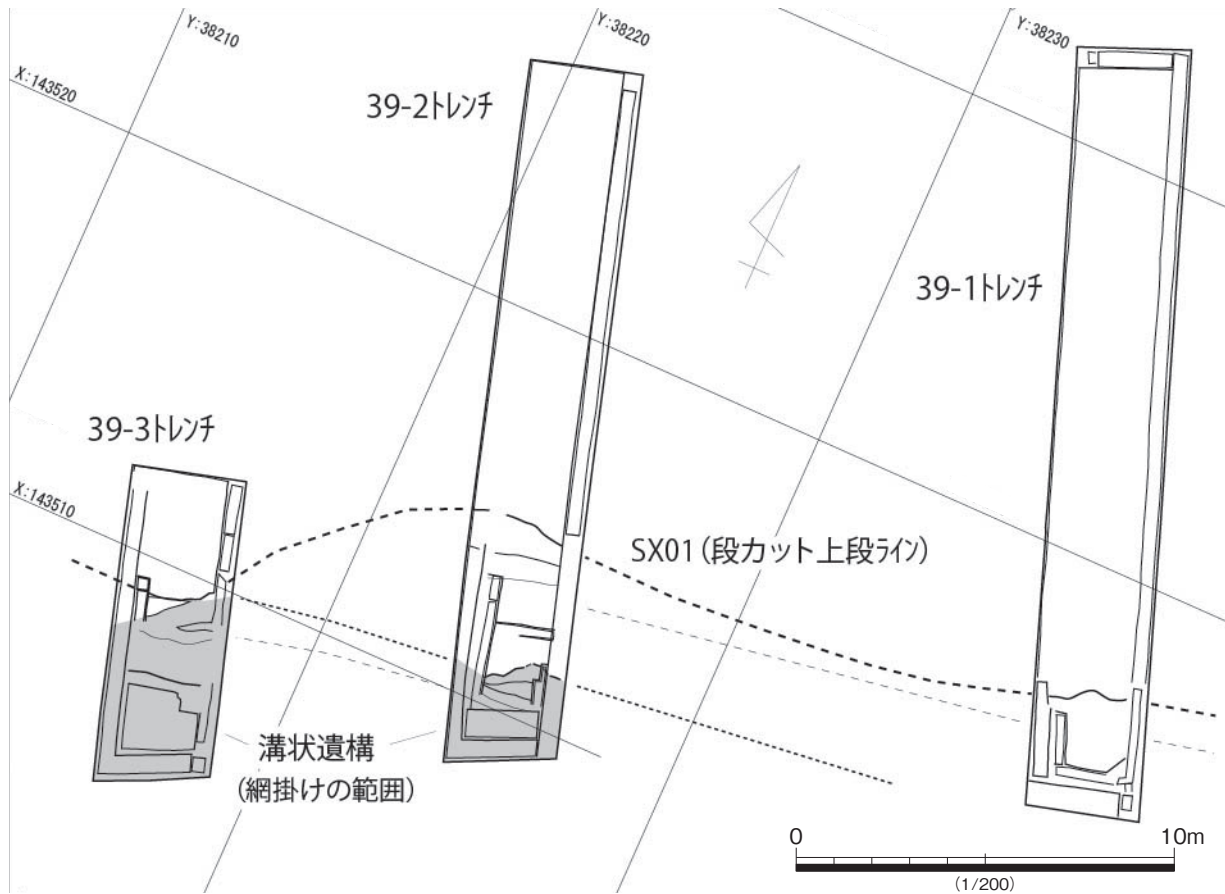 Y:38210
Y:38220
Y:38230
X:143520
39-2トレンチ
39-1トレンチ
39-3トレンチ
X:143510
SX01(段カット上段ライン)
溝状遺構
(網掛けの範囲)
0
10m
(1/200)